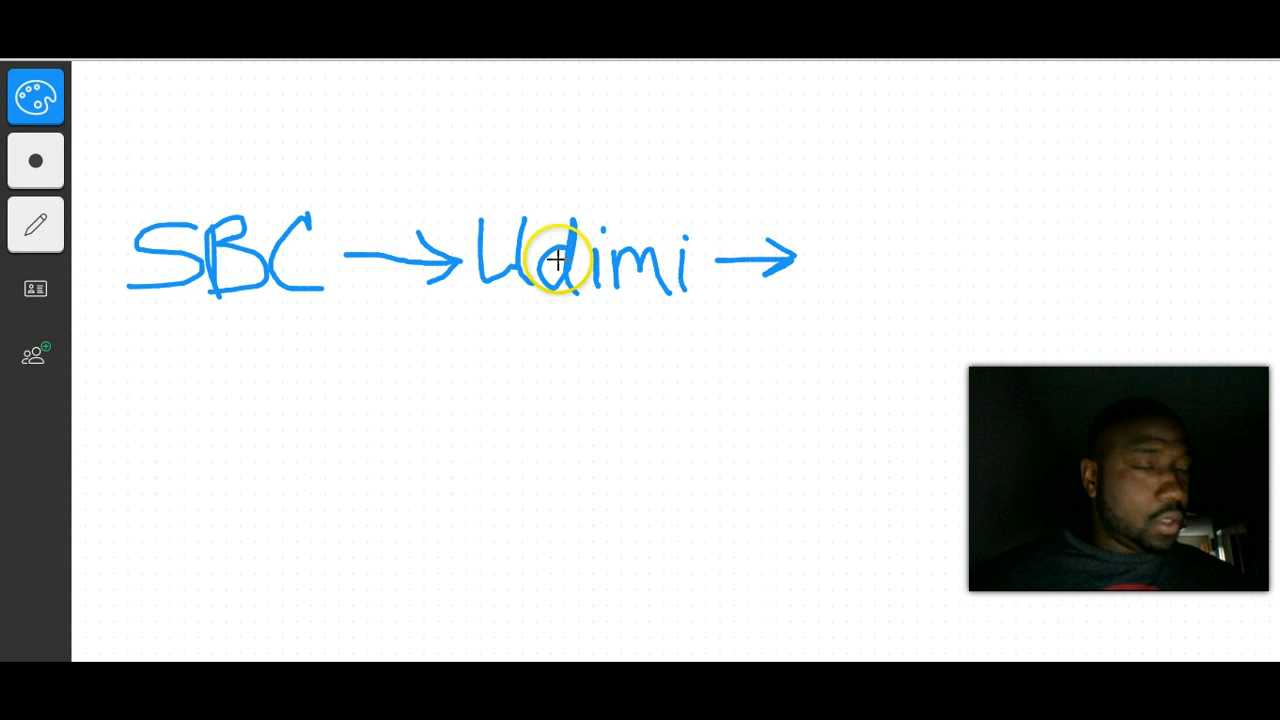 SBC → Udimi →